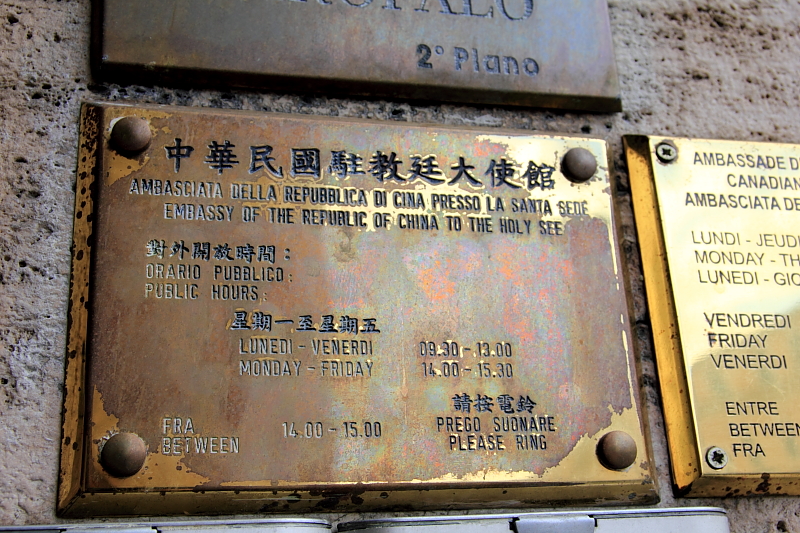 2° Piano
中華民國駐教廷大使館
AMBASCIATA DELLA REPUBBLICA DI CINA PRESSO LA SANTA SEDE
EMBASSY OF THE REPUBLIC OF CHINA TO THE HOLY SEE
對外開放時間：
ORARIO PUBBLICO:
PUBLIC HOURS:
星期一至星期五
LUNEDI - VENERDI 09.30 - 13.00
MONDAY - FRIDAY 14.00 - 15.30
請按電鈴
FRA 14.00 - 15.00 PREGO SUONARE
BETWEEN PLEASE RING
AMBASSADE
CANADIAN
AMBASCIATA
LUNDI - JEUDI
MONDAY -
LUNEDI -
VENDREDI
FRIDAY
VENERDI
ENTRE
BETWEEN
FRA